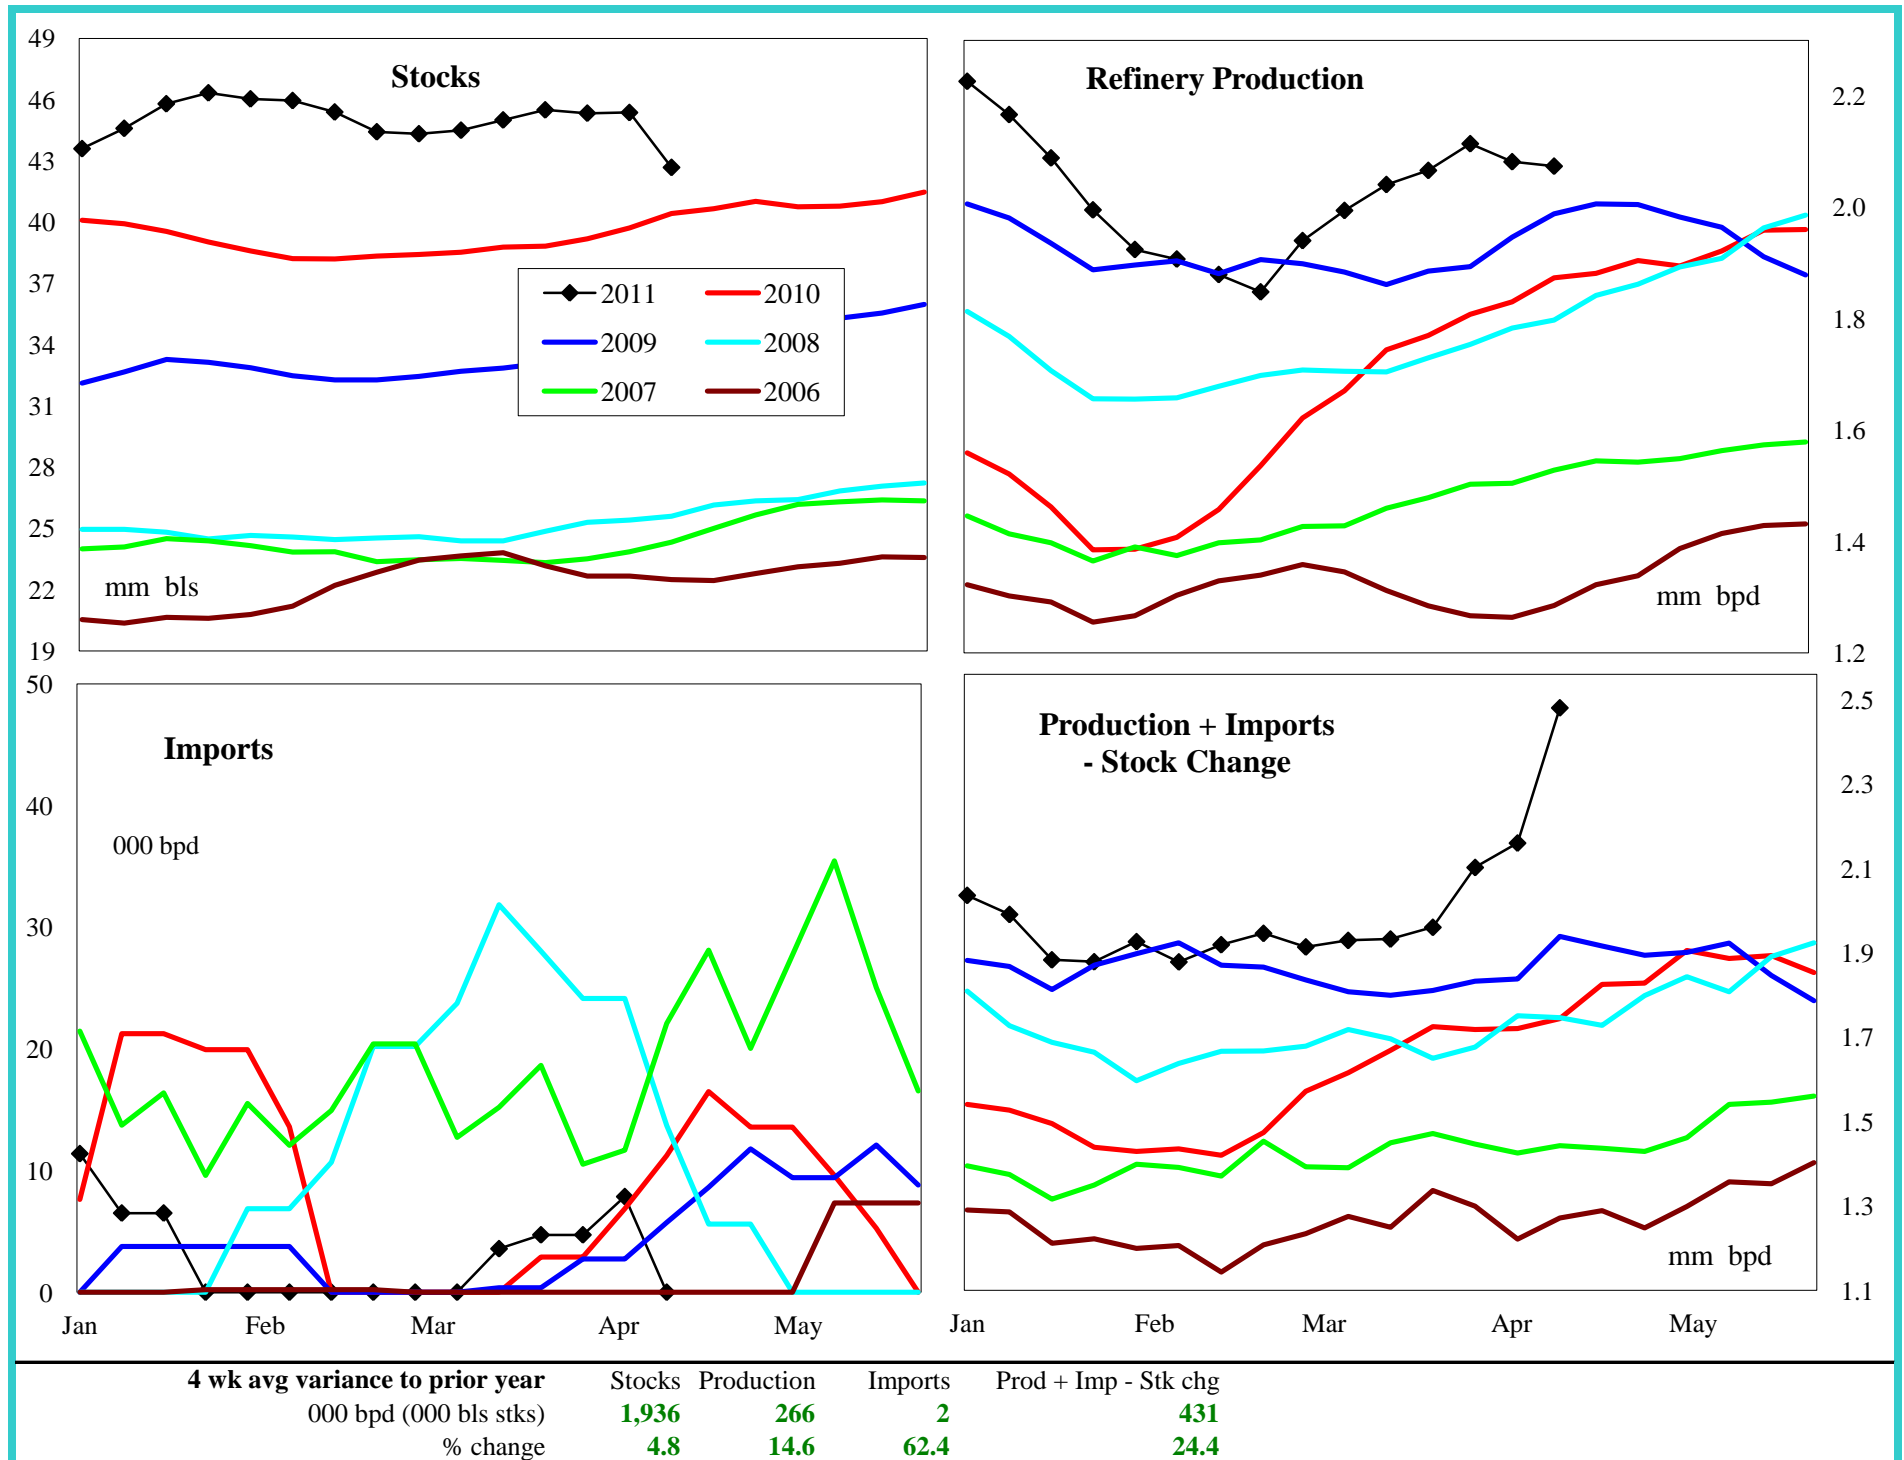 Stocks
49
46
43
40
37
34
31
28
25
22
19
mm bls
2011 2010
2009 2008
2007 2006
Refinery Production
2.2
2.0
1.8
1.6
1.4
1.2
mm bpd
Imports
50
40
30
20
10
0
000 bpd
Jan Feb Mar Apr May
Production + Imports
- Stock Change
2.5
2.3
2.1
1.9
1.7
1.5
1.3
1.1
mm bpd
Jan Feb Mar Apr May
4 wk avg variance to prior year Stocks Production Imports Prod + Imp - Stk chg
000 bpd (000 bls stks) 1,936 266 2 431
% change 4.8 14.6 62.4 24.4